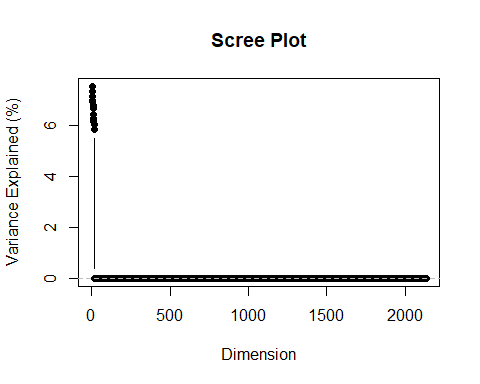 Scree Plot
Variance Explained (%)
6
4
2
0
0 500 1000 1500 2000
Dimension